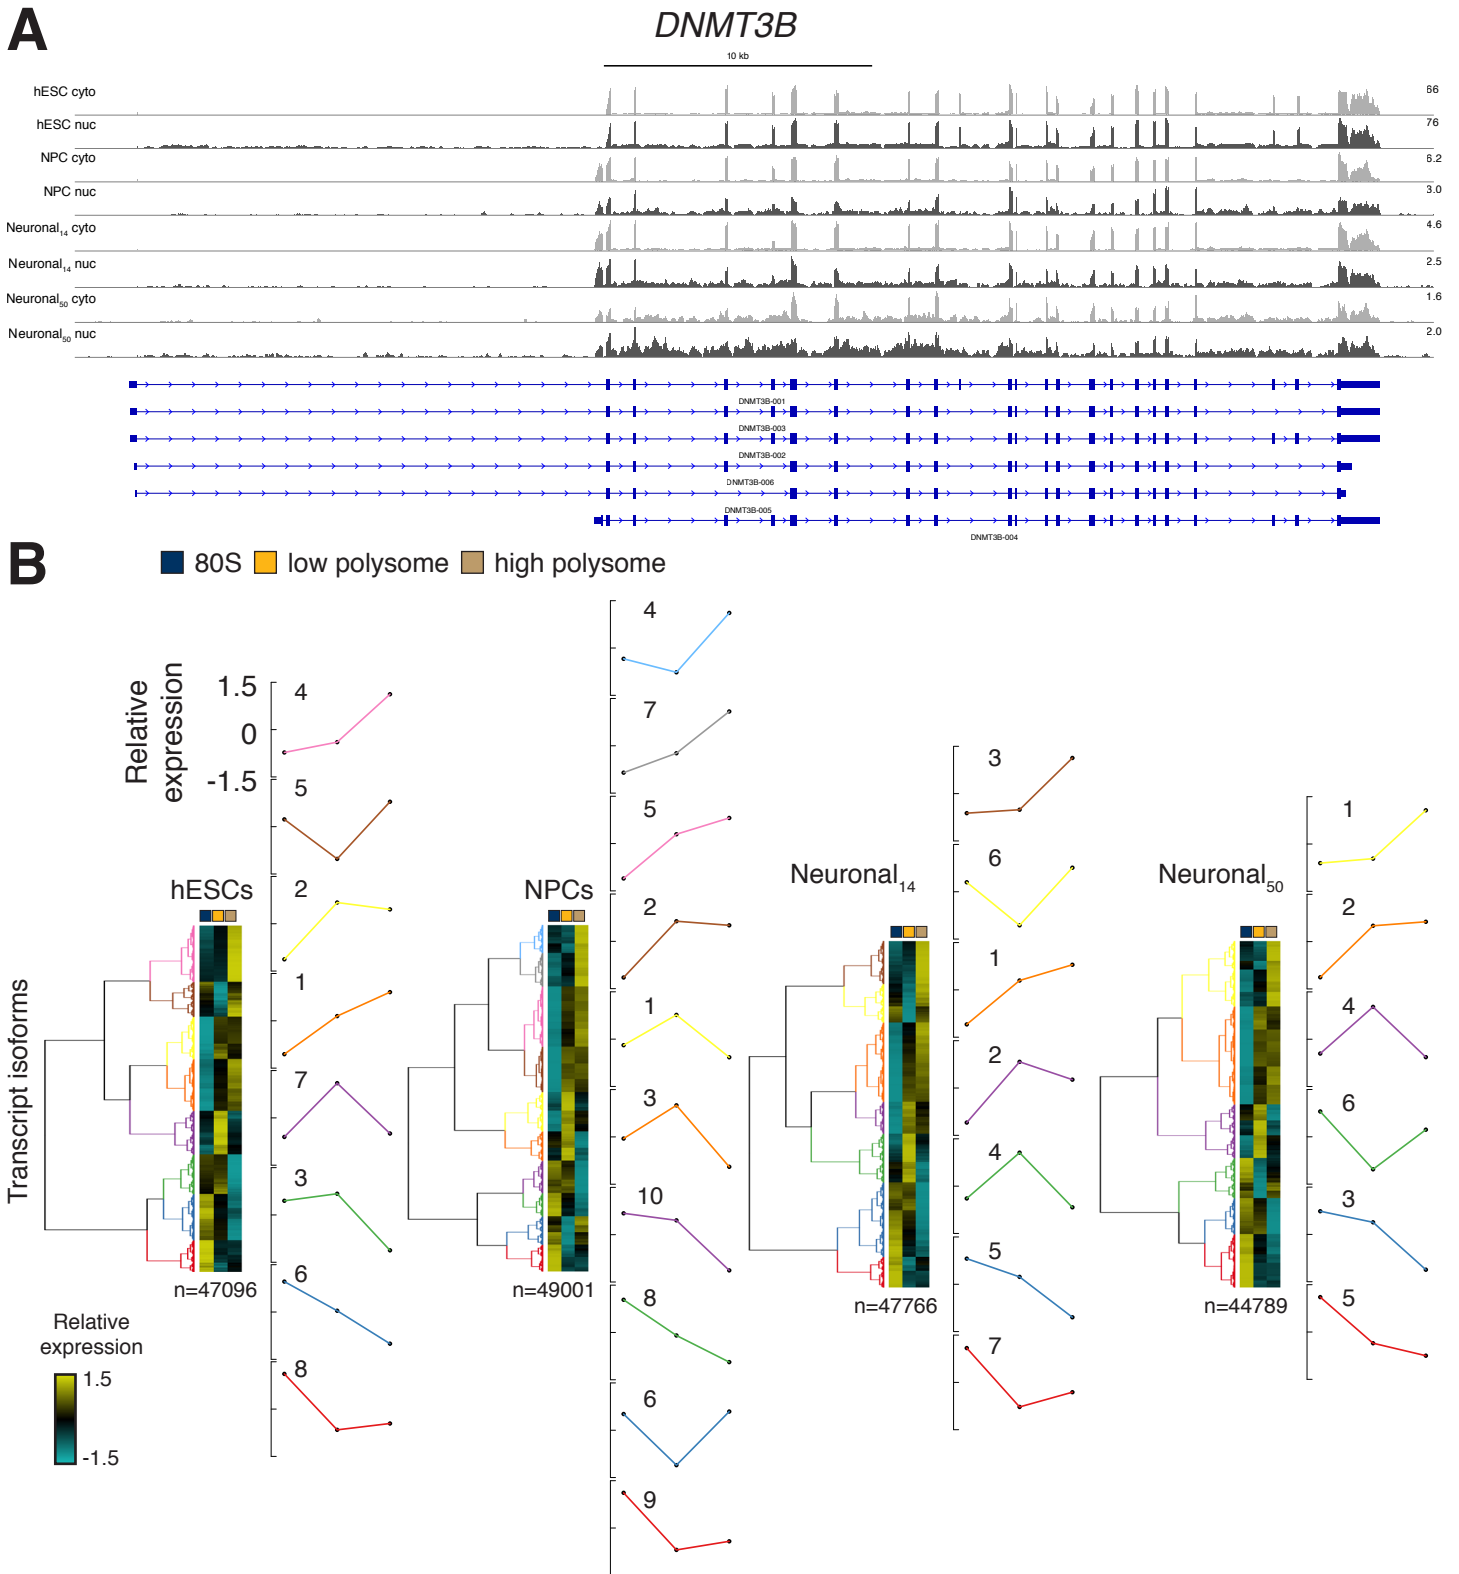 A
DNMT3B
10 kb
hESC cyto
66
hESC nuc
76
NPC cyto
6.2
NPC nuc
3.0
Neuronal14 cyto
4.6
Neuronal14 nuc
2.5
Neuronal50 cyto
1.6
Neuronal50 nuc
2.0
DNMT3B-001
DNMT3B-003
DNMT3B-002
DNMT3B-006
DNMT3B-005
DNMT3B-004
B
80S low polysome high polysome
Relative expression
1.5
0
-1.5
Transcript isoforms
hESCs
4
5
2
1
7
3
6
8
n=47096
NPCs
4
7
5
2
1
3
10
8
6
9
n=49001
Neuronal14
3
6
1
2
4
5
7
n=47766
Neuronal50
1
2
4
6
3
5
n=44789
Relative
expression
1.5
-1.5